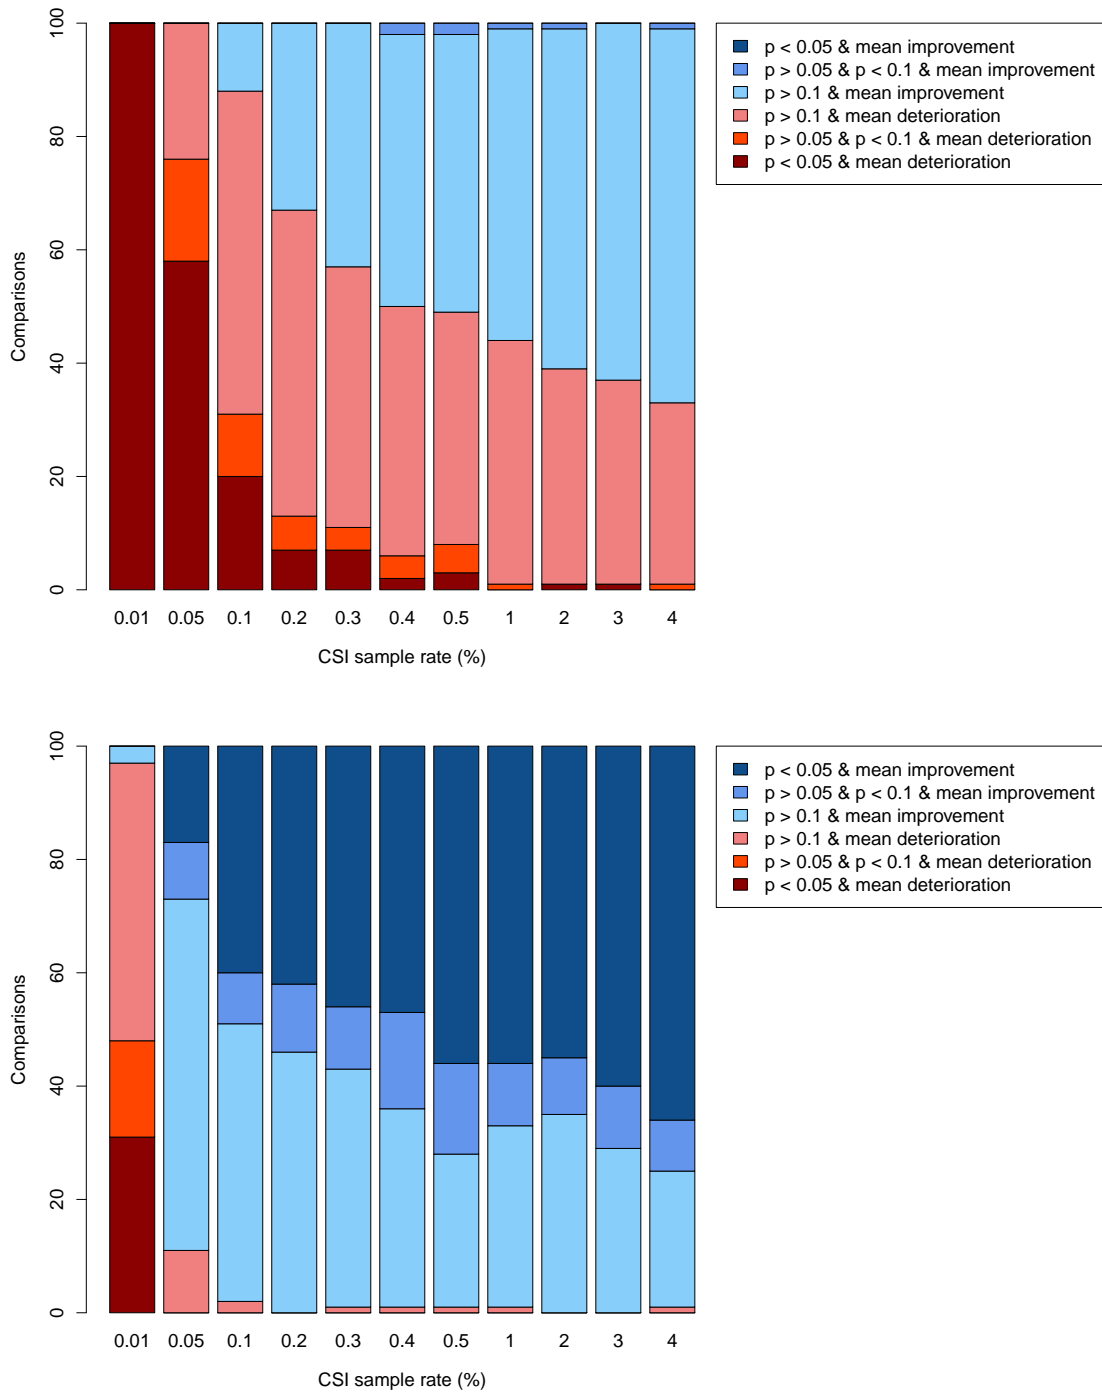 100
80
60
40
20
0
Comparisons
0.01 0.05 0.1 0.2 0.3 0.4 0.5 1 2 3 4
CSI sample rate (%)
p < 0.05 & mean improvement
p > 0.05 & p < 0.1 & mean improvement
p > 0.1 & mean improvement
p > 0.1 & mean deterioration
p > 0.05 & p < 0.1 & mean deterioration
p < 0.05 & mean deterioration
100
80
60
40
20
0
Comparisons
0.01 0.05 0.1 0.2 0.3 0.4 0.5 1 2 3 4
CSI sample rate (%)
p < 0.05 & mean improvement
p > 0.05 & p < 0.1 & mean improvement
p > 0.1 & mean improvement
p > 0.1 & mean deterioration
p > 0.05 & p < 0.1 & mean deterioration
p < 0.05 & mean deterioration